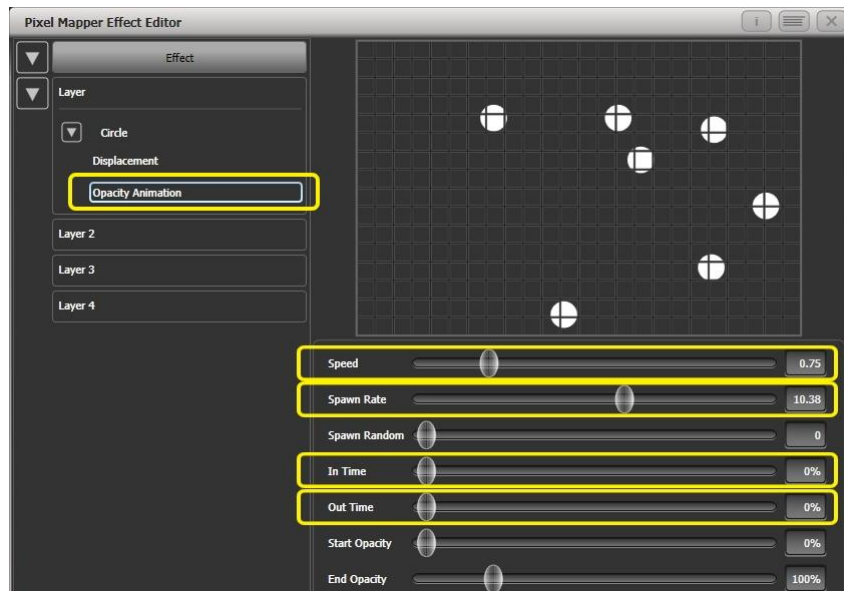 Pixel Mapper Effect Editor
i
Effect
Layer
Circle
Displacement
Opacity Animation
Layer 2
Layer 3
Layer 4
Speed 0.75
Spawn Rate 10.38
Spawn Random 0
In Time 0%
Out Time 0%
Start Opacity 0%
End Opacity 100%